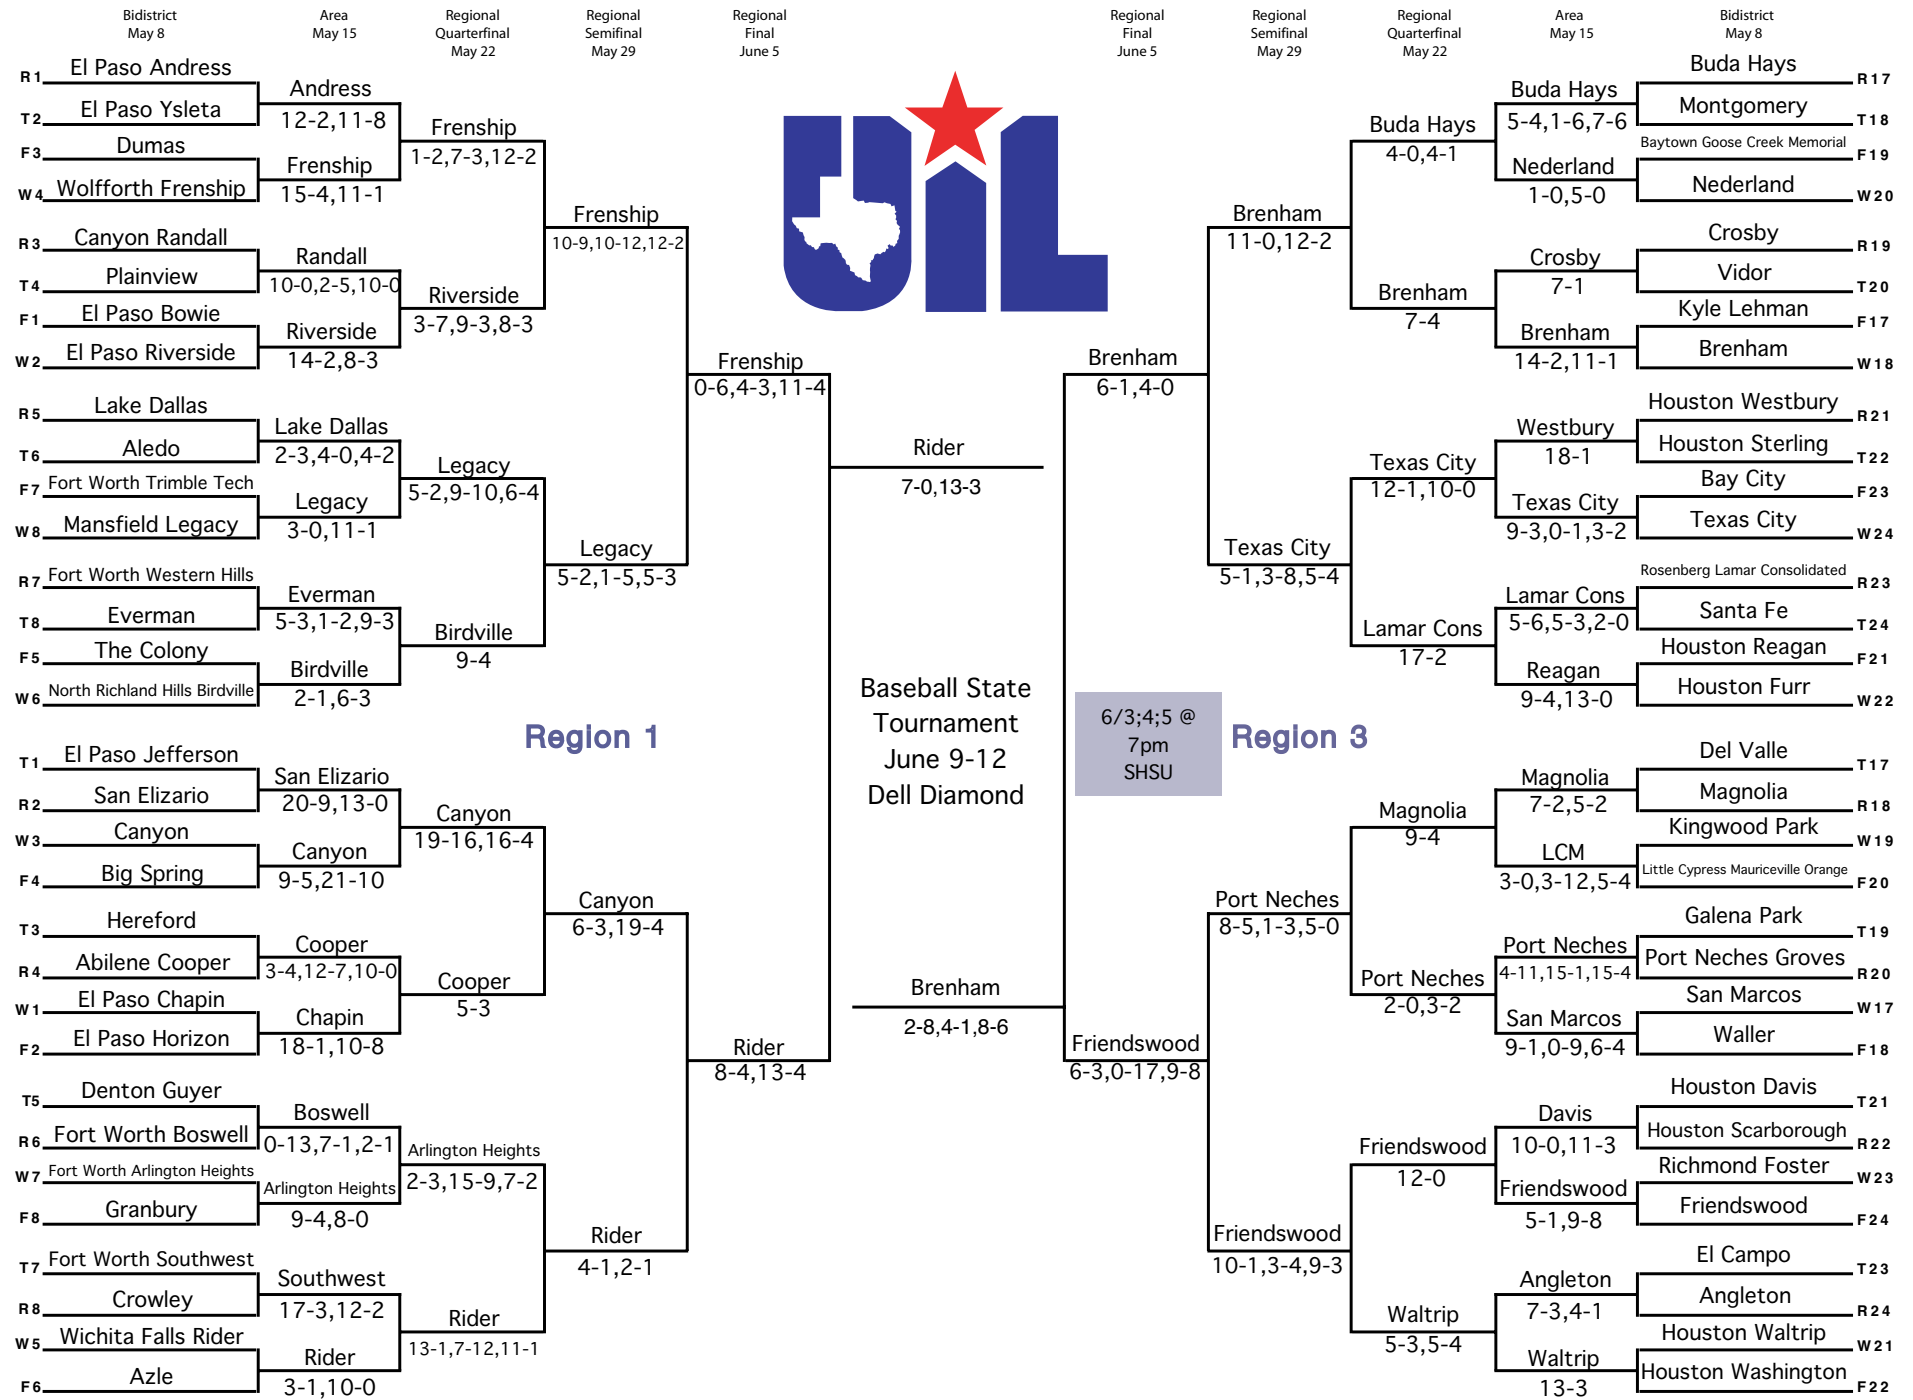 Bidistrict
May 8
Area
May 15
Regional
Quarterfinal
May 22
Regional
Semifinal
May 29
Regional
Final
June 5
Regional
Final
June 5
Regional
Semifinal
May 29
Regional
Quarterfinal
May 22
Area
May 15
Bidistrict
May 8
R1 El Paso Andress
T2 El Paso Ysleta
F3 Dumas
W4 Wolfforth Frenship
R3 Canyon Randall
T4 Plainview
F1 El Paso Bowie
W2 El Paso Riverside
R5 Lake Dallas
T6 Aledo
F7 Fort Worth Trimble Tech
W8 Mansfield Legacy
R7 Fort Worth Western Hills
T8 Everman
F5 The Colony
W6 North Richland Hills Birdville
T1 El Paso Jefferson
R2 San Elizario
W3 Canyon
F4 Big Spring
T3 Hereford
R4 Abilene Cooper
W1 El Paso Chapin
F2 El Paso Horizon
T5 Denton Guyer
R6 Fort Worth Boswell
W7 Fort Worth Arlington Heights
F8 Granbury
T7 Fort Worth Southwest
R8 Crowley
W5 Wichita Falls Rider
F6 Azle
Andress
12-2,11-8
Frenship
15-4,11-1
Randall
10-0,2-5,10-0
Riverside
14-2,8-3
Lake Dallas
2-3,4-0,4-2
Legacy
3-0,11-1
Everman
5-3,1-2,9-3
Birdville
2-1,6-3
San Elizario
20-9,13-0
Canyon
9-5,21-10
Cooper
3-4,12-7,10-0
Chapin
18-1,10-8
Boswell
0-13,7-1,2-1
Arlington Heights
9-4,8-0
Southwest
17-3,12-2
Rider
3-1,10-0
Frenship
1-2,7-3,12-2
Riverside
3-7,9-3,8-3
Legacy
5-2,9-10,6-4
Birdville
9-4
Canyon
19-16,16-4
Cooper
5-3
Arlington Heights
2-3,15-9,7-2
Rider
13-1,7-12,11-1
Frenship
10-9,10-12,12-2
Legacy
5-2,1-5,5-3
Canyon
6-3,19-4
Rider
4-1,2-1
Region 1
Frenship
0-6,4-3,11-4
Rider
8-4,13-4
UIL
Rider
7-0,13-3
Baseball State
Tournament
June 9-12
Dell Diamond
Brenham
2-8,4-1,8-6
Brenham
6-1,4-0
6/3;4;5 @
7pm
SHSU
Friendswood
6-3,0-17,9-8
Region 3
Brenham
11-0,12-2
Texas City
5-1,3-8,5-4
Port Neches
8-5,1-3,5-0
Friendswood
10-1,3-4,9-3
Buda Hays
4-0,4-1
Brenham
7-4
Texas City
12-1,10-0
Lamar Cons
17-2
Magnolia
9-4
Port Neches
2-0,3-2
Friendswood
12-0
Waltrip
5-3,5-4
Buda Hays
5-4,1-6,7-6
Nederland
1-0,5-0
Crosby
7-1
Brenham
14-2,11-1
Westbury
18-1
Texas City
9-3,0-1,3-2
Lamar Cons
5-6,5-3,2-0
Reagan
9-4,13-0
Magnolia
7-2,5-2
LCM
3-0,3-12,5-4
Port Neches
4-11,15-1,15-4
San Marcos
9-1,0-9,6-4
Davis
10-0,11-3
Friendswood
5-1,9-8
Angleton
7-3,4-1
Waltrip
13-3
Buda Hays R17
Montgomery T18
Baytown Goose Creek Memorial F19
Nederland W20
Crosby R19
Vidor T20
Kyle Lehman F17
Brenham W18
Houston Westbury R21
Houston Sterling T22
Bay City F23
Texas City W24
Rosenberg Lamar Consolidated R23
Santa Fe T24
Houston Reagan F21
Houston Furr W22
Del Valle T17
Magnolia R18
Kingwood Park W19
Little Cypress Mauriceville Orange F20
Galena Park T19
Port Neches Groves R20
San Marcos W17
Waller F18
Houston Davis T21
Houston Scarborough R22
Richmond Foster W23
Friendswood F24
El Campo T23
Angleton R24
Houston Waltrip W21
Houston Washington F22